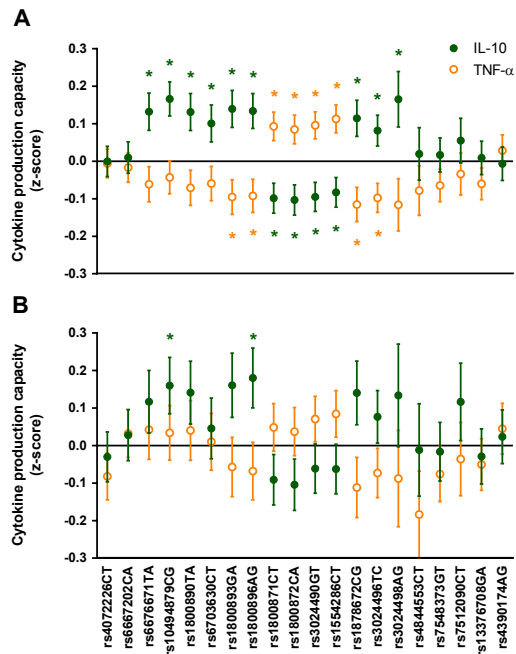 A
IL-10
TNF-α
Cytokine production capacity
(z-score)
0.3
0.2
0.1
0.0
-0.1
-0.2
-0.3
* * * * * * * * * * * * *
* * * * * * * *
B
Cytokine production capacity
(z-score)
0.3
0.2
0.1
0.0
-0.1
-0.2
-0.3
* *
rs4072226CT
rs6667202CA
rs6676671TA
rs10494879CG
rs1800890TA
rs6703630CT
rs1800893GA
rs1800896AG
rs1800871CT
rs1800872CA
rs3024490GT
rs1554286CT
rs1878672CG
rs3024496TC
rs3024498AG
rs4844553CT
rs7548373GT
rs7512090CT
rs13376708GA
rs4390174AG